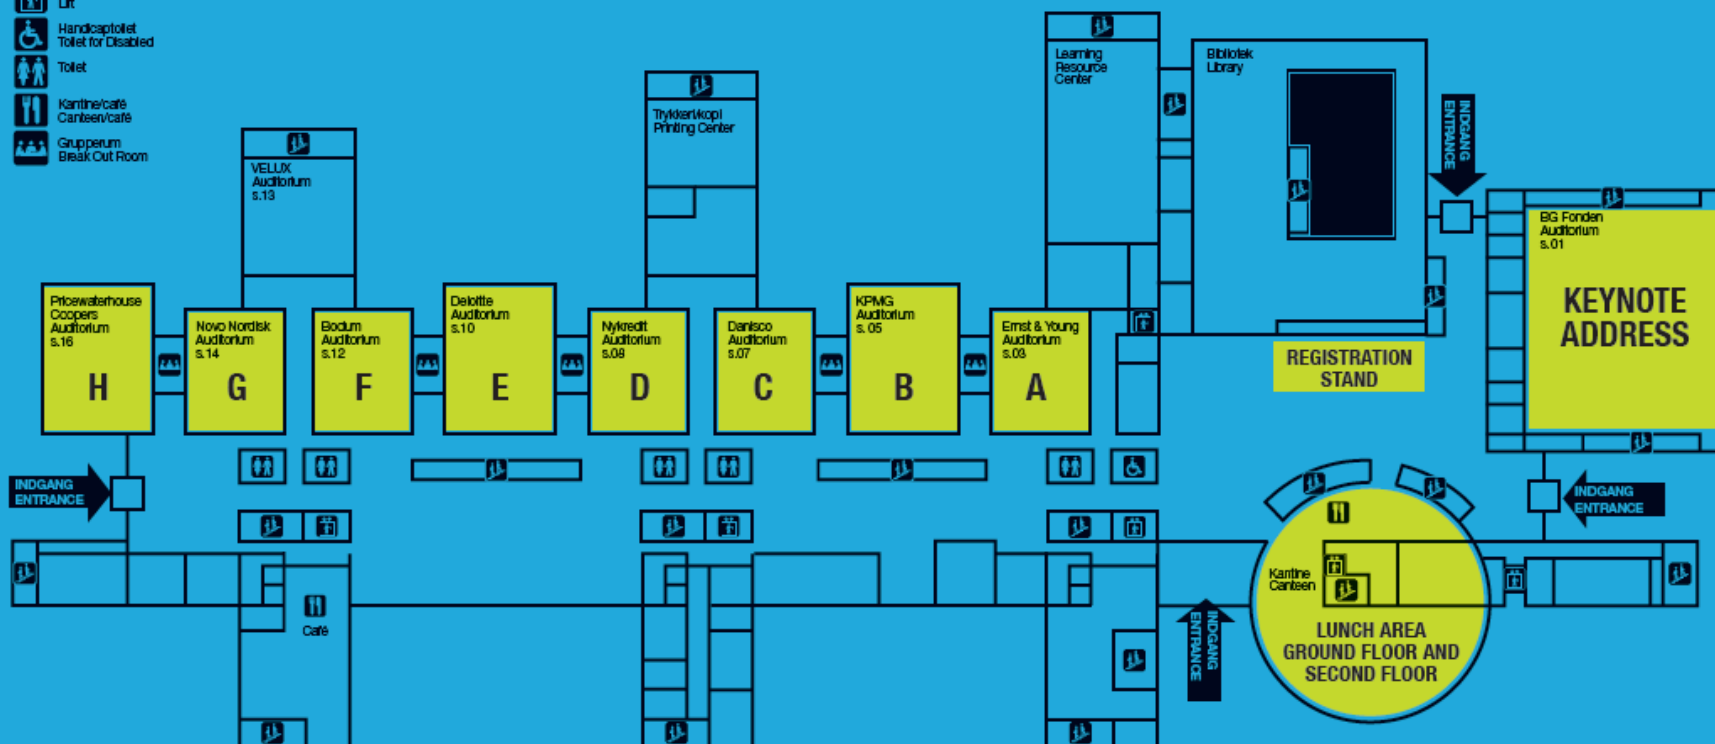 Lift
Handicaptoilet
Toilet for Disabled
Toilet
Kantine/café
Canteen/café
Grupperum
Break Out Room
VELUX
Auditorium
s.13
Trykkeri/kopi
Printing Center
Learning
Resource
Center
Bibliotek
Library
INDGANG
ENTRANCE
BG Fonden
Auditorium
s.01
KEYNOTE
ADDRESS
Pricewaterhouse
Coopers
Auditorium
s.16
H
Novo Nordisk
Auditorium
s.14
G
Bodum
Auditorium
s.12
F
Deloitte
Auditorium
s.10
E
Nykredit
Auditorium
s.08
D
Danisco
Auditorium
s.07
C
KPMG
Auditorium
s. 05
B
Ernst & Young
Auditorium
s.03
A
REGISTRATION
STAND
INDGANG
ENTRANCE
INDGANG
ENTRANCE
Café
INDGANG
ENTRANCE
Kantine
Canteen
LUNCH AREA
GROUND FLOOR AND
SECOND FLOOR